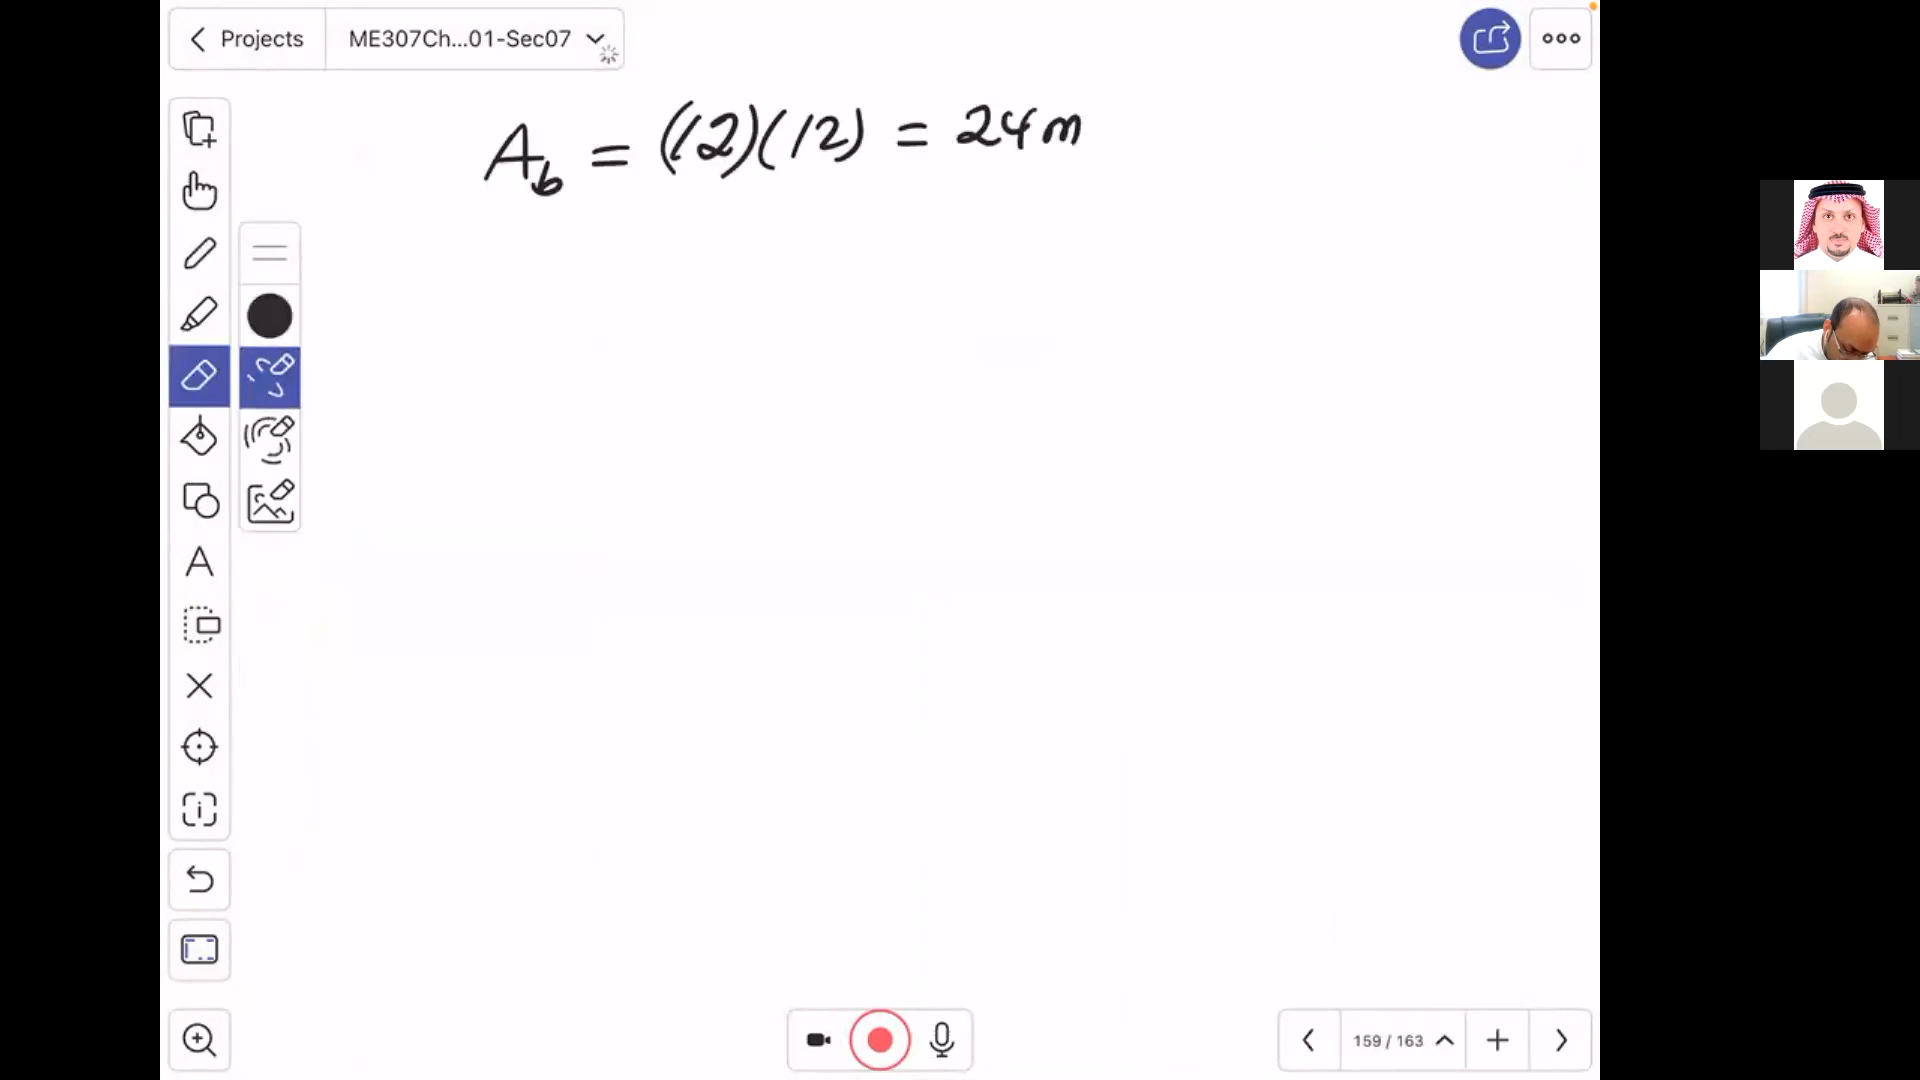 Projects ME307Ch...01-Sec07
A_b = (12)(12) = 24m
A
i
159 / 163